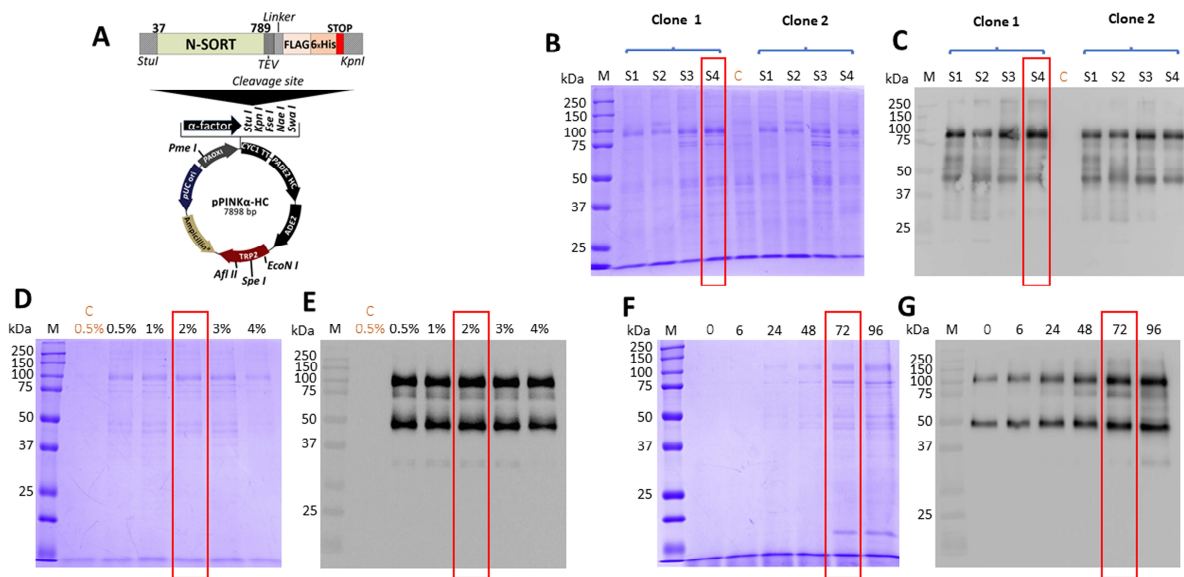 A
37 789 Linker STOP
N-SORT FLAG 6xHis
StuI TEV KpnI
Cleavage site
α-factor
Stu I
Kpn I
Fse I
Nae I
Swa I
Pme I
PAOXI
CYC1 TT
PADE2 HC
pUC ori
pPINKα-HC
7898 bp
ADE2
Ampicillin
TRP2
EcoN I
Afl II
Spe I
B
Clone 1 Clone 2
kDa M S1 S2 S3 S4 C S1 S2 S3 S4
250
150
100
75
50
37
25
C
Clone 1 Clone 2
kDa M S1 S2 S3 S4 C S1 S2 S3 S4
250
150
100
75
50
37
25
D
C
kDa M 0.5% 0.5% 1% 2% 3% 4%
250
150
100
75
50
37
25
E
C
kDa M 0.5% 0.5% 1% 2% 3% 4%
250
150
100
75
50
37
25
F
kDa M 0 6 24 48 72 96
250
150
100
75
50
37
25
G
kDa M 0 6 24 48 72 96
250
150
100
75
50
37
25